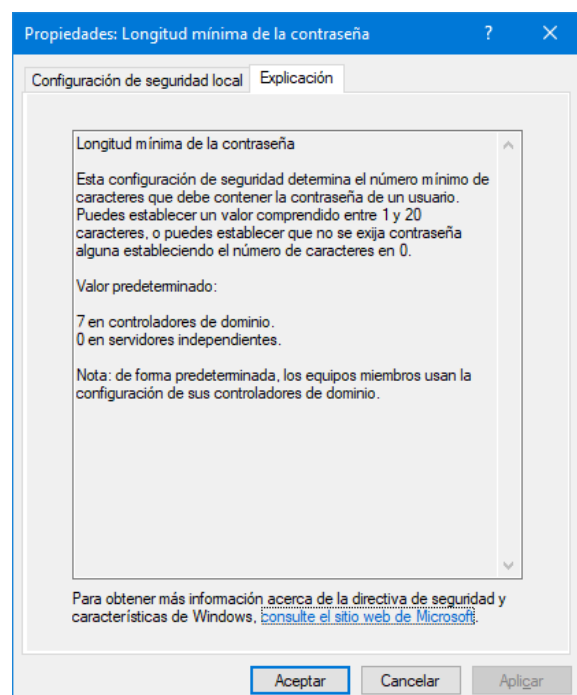 Propiedades: Longitud mínima de la contraseña
Configuración de seguridad local
Explicación
Longitud mínima de la contraseña
Esta configuración de seguridad determina el número mínimo de
caracteres que debe contener la contraseña de un usuario.
Puedes establecer un valor comprendido entre 1 y 20
caracteres, o puedes establecer que no se exija contraseña
alguna estableciendo el número de caracteres en 0.
Valor predeterminado:
7 en controladores de dominio.
0 en servidores independientes.
Nota: de forma predeterminada, los equipos miembros usan la
configuración de sus controladores de dominio.
Para obtener más información acerca de la directiva de seguridad y
características de Windows, consulte el sitio web de Microsoft.
Aceptar
Cancelar
Aplicar